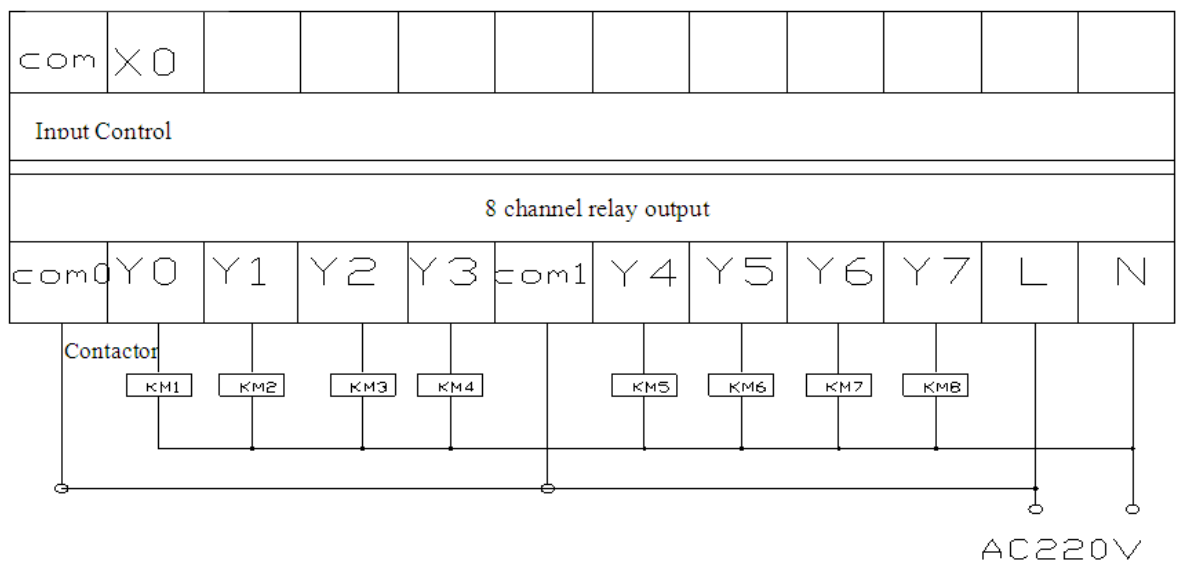 com X0
Input Control
8 channel relay output
com0 Y0 Y1 Y2 Y3 com1 Y4 Y5 Y6 Y7 L N
Contactor
KM1 KM2 KM3 KM4 KM5 KM6 KM7 KM8
AC220V